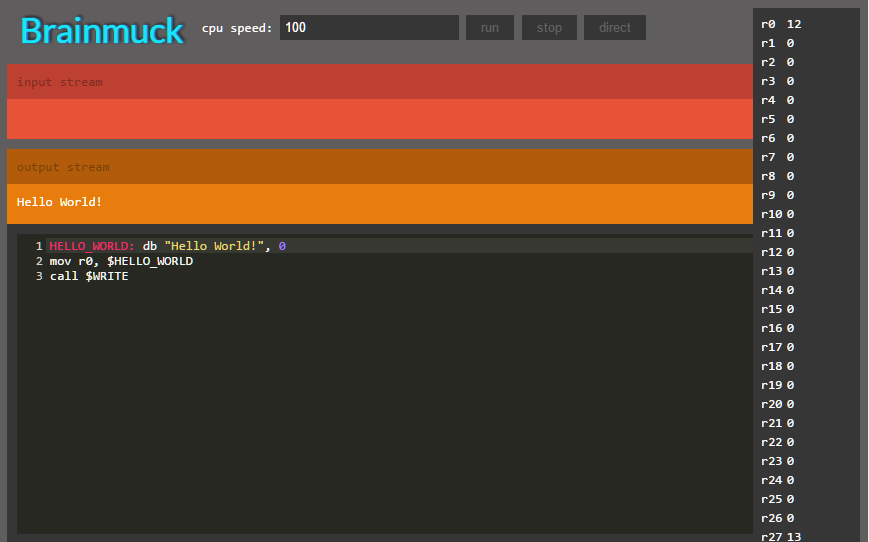 Brainmuck
cpu speed: 100 run stop direct
input stream
output stream
Hello World!
1 HELLO_WORLD: db "Hello World!", 0
2 mov r0, $HELLO_WORLD
3 call $WRITE
r0 12
r1 0
r2 0
r3 0
r4 0
r5 0
r6 0
r7 0
r8 0
r9 0
r10 0
r11 0
r12 0
r13 0
r14 0
r15 0
r16 0
r17 0
r18 0
r19 0
r20 0
r21 0
r22 0
r23 0
r24 0
r25 0
r26 0
r27 13